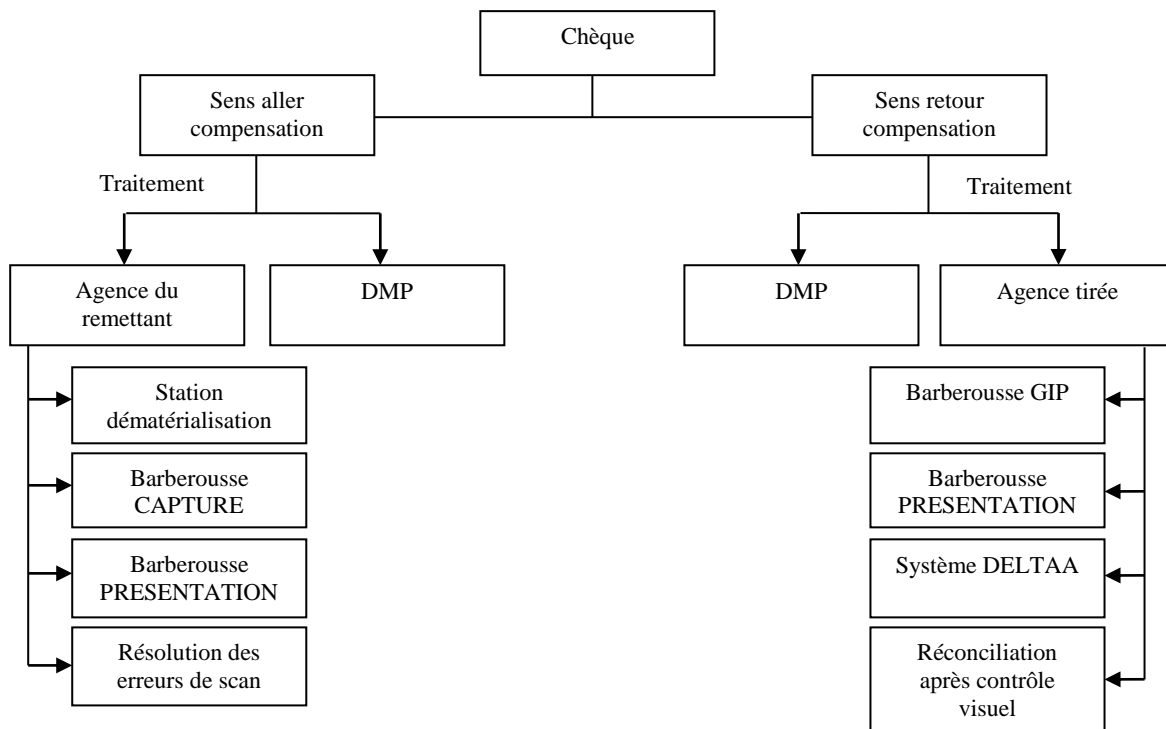 Chèque
Sens aller
compensation
Sens retour
compensation
Traitement
Traitement
Agence du
remettant
DMP
DMP
Agence tirée
Station
dématérialisation
Barberousse
CAPTURE
Barberousse
PRESENTATION
Résolution des
erreurs de scan
Barberousse GIP
Barberousse
PRESENTATION
Système DELTAA
Réconciliation
après contrôle
visuel